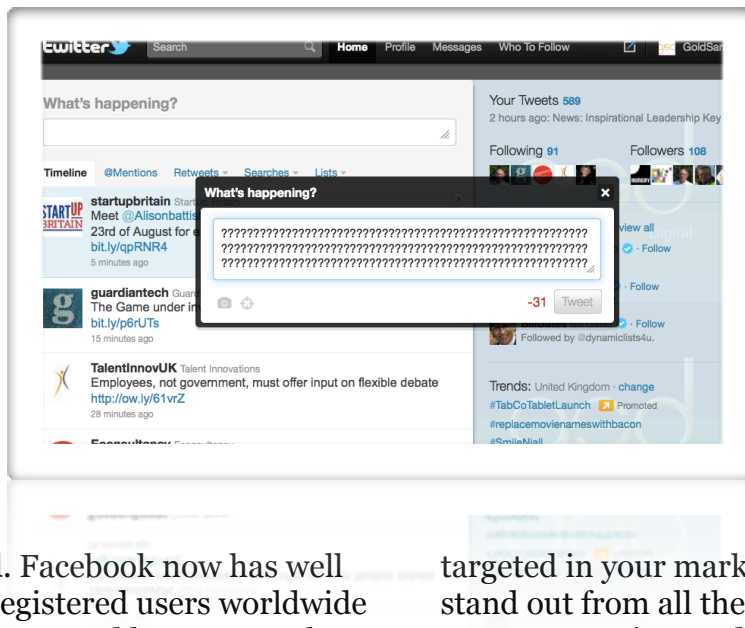 twitter Search Home Profile Messages Who To Follow
What's happening?
Timeline @Mentions Retweets Searches Lists
startupbritain
Meet
23rd of August for
bit.ly/qpRNR4
5 minutes ago
guardiantech
The Game under
bit.ly/p6rUTs
15 minutes ago
TalentInnovUK Talent Innovations
Employees, not government, must offer input on flexible debate
http://ow.ly/61vrZ
28 minutes ago
What's happening?
?????????????????????????????????????????????????????????
?????????????????????????????????????????????????????????
?????????????????????????????????????????????????????????
-31 Tweet
Your Tweets 589
2 hours ago: News: Inspirational Leadership Key
Following 91 Followers 108
view all
Follow
· Follow
· Follow
Followed by @dynamiclists4u.
Trends: United Kingdom · change
#TabCoTabletLaunch Promoted
#replacemovienameswithbacon
#SmileNiall
START UP
BRITAIN
Facebook now has well
registered users worldwide
targeted in your
stand out from all the